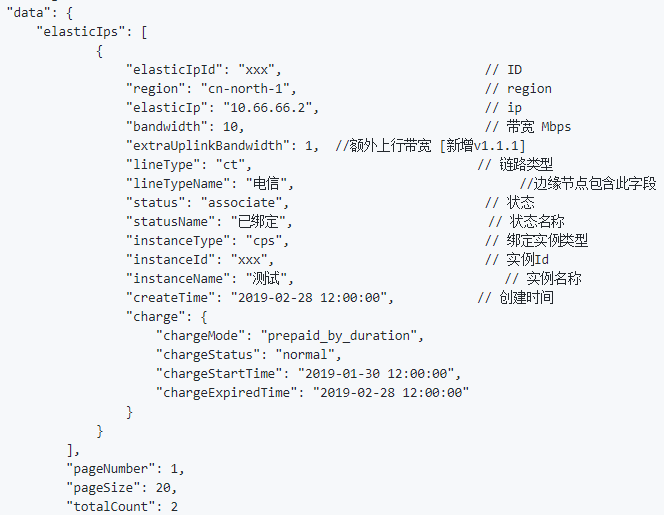 "data": {
"elasticIps": [
{
"elasticIpId": "xxx", // ID
"region": "cn-north-1", // region
"elasticIp": "10.66.66.2", // ip
"bandwidth": 10, // 带宽 Mbps
"extraUplinkBandwidth": 1, //额外上行带宽 [新增v1.1.1]
"lineType": "ct", // 链路类型
"lineTypeName": "电信", //边缘节点包含此字段
"status": "associate", // 状态
"statusName": "已绑定", // 状态名称
"instanceType": "cps", // 绑定实例类型
"instanceId": "xxx", // 实例Id
"instanceName": "测试", // 实例名称
"createTime": "2019-02-28 12:00:00", // 创建时间
"charge": {
"chargeMode": "prepaid_by_duration",
"chargeStatus": "normal",
"chargeStartTime": "2019-01-30 12:00:00",
"chargeExpiredTime": "2019-02-28 12:00:00"
}
}
],
"pageNumber": 1,
"pageSize": 20,
"totalCount": 2